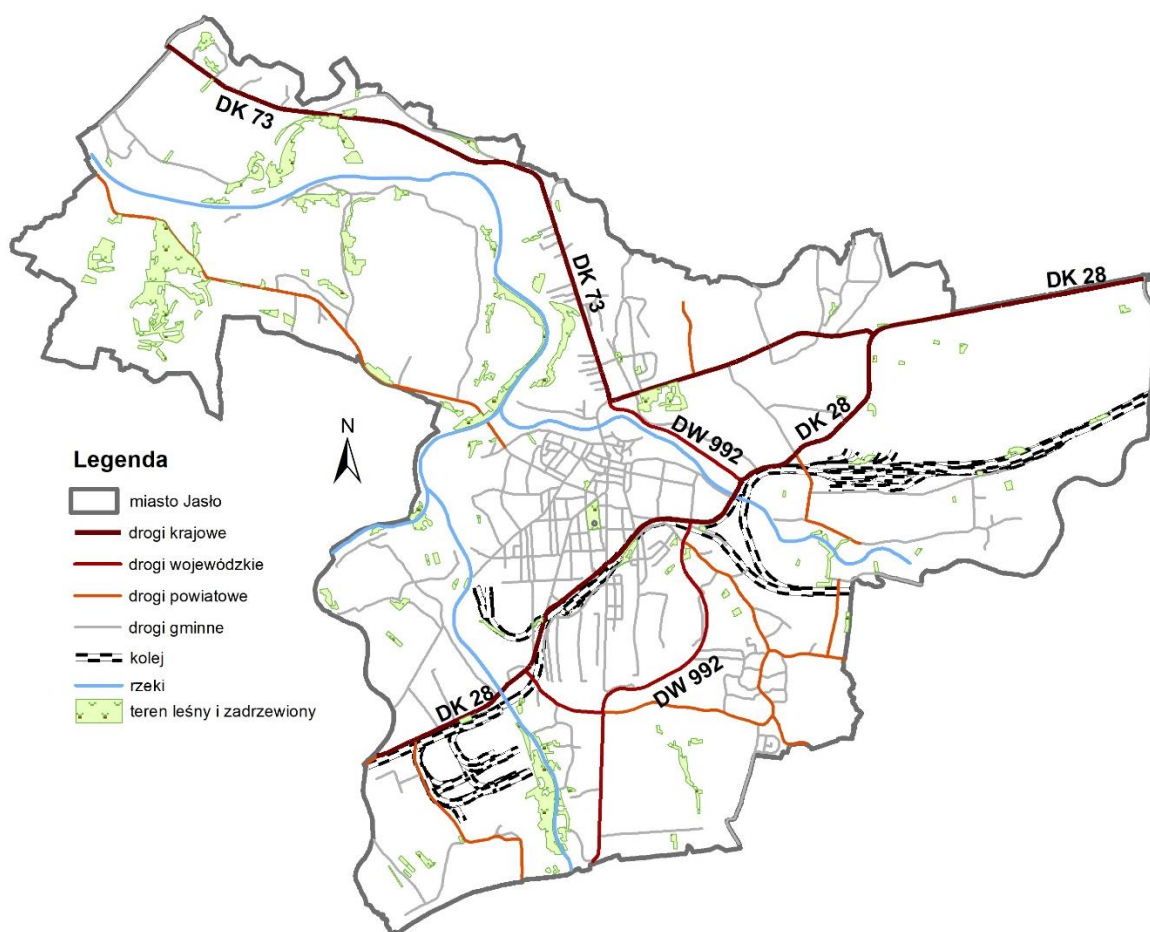 DK 73
DK 73
DK 28
DK 28
DW 992
N
Legenda
miasto Jasło
drogi krajowe
drogi wojewódzkie
drogi powiatowe
drogi gminne
kolej
rzeki
teren leśny i zadrzewiony
DK 28
DW 992